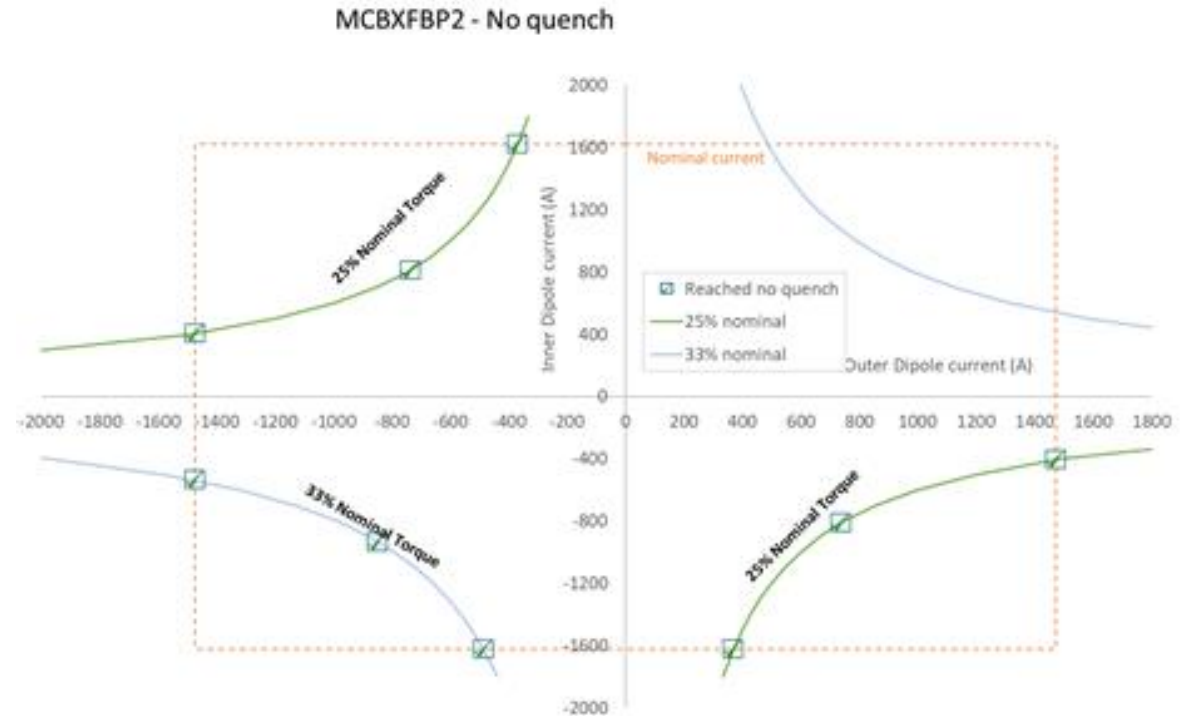 MCBXFBP2 - No quench
2000
1600
Nominal current
25% Nominal Torque
1200
Inner Dipole current (A)
800
Reached no quench
400
25% nominal
33% nominal
Outer Dipole current (A)
0
-2000 -1800 -1600 -1400 -1200 -1000 -800 -600 -400 -200 0 200 400 600 800 1000 1200 1400 1600 1800
-400
33% Nominal Torque
25% Nominal Torque
-800
-1200
-1600
-2000